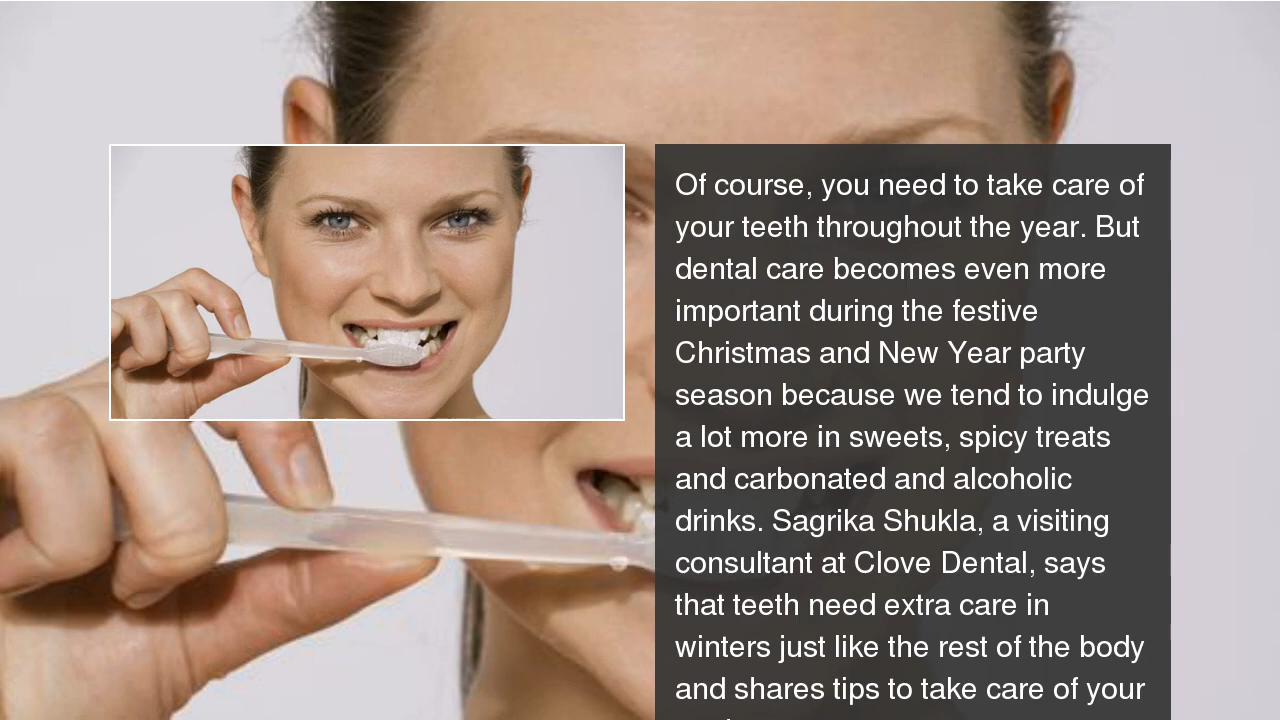 Of course, you need to take care of
your teeth throughout the year. But
dental care becomes even more
important during the festive
Christmas and New Year party
season because we tend to indulge
a lot more in sweets, spicy treats
and carbonated and alcoholic
drinks. Sagrika Shukla, a visiting
consultant at Clove Dental, says
that teeth need extra care in
winters just like the rest of the body
and shares tips to take care of your